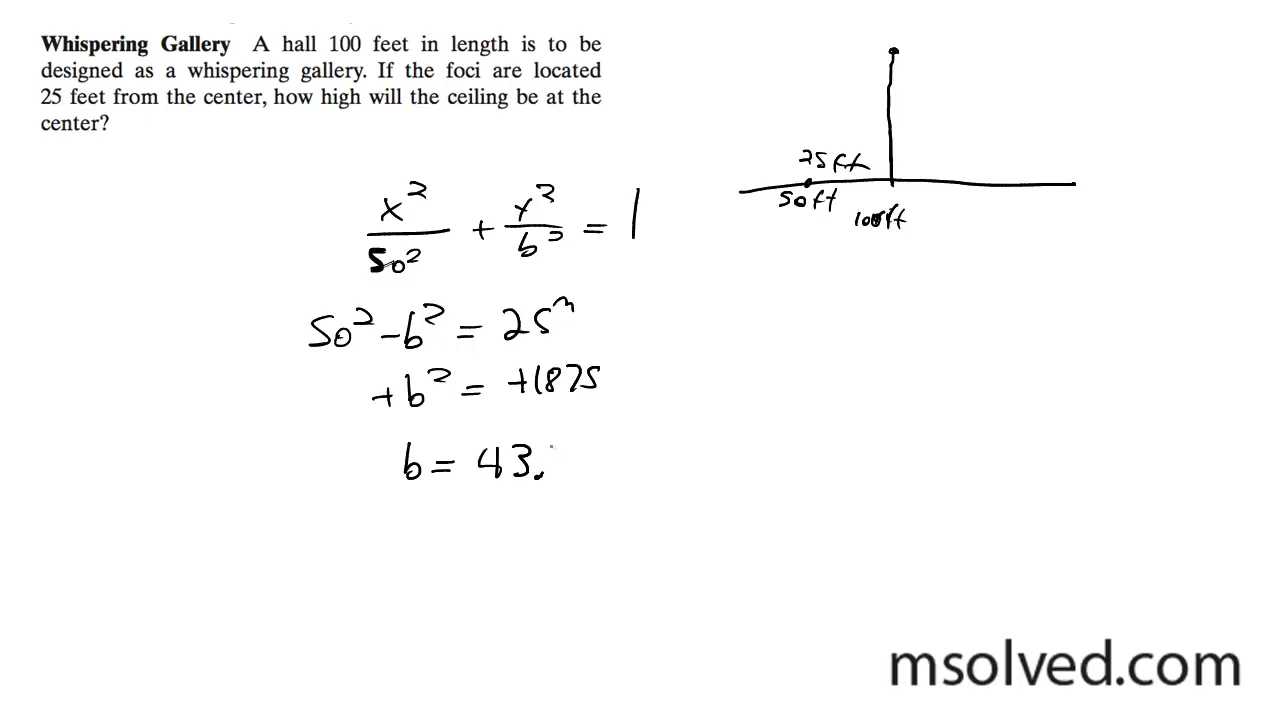 Whispering Gallery A hall 100 feet in length is to be
designed as a whispering gallery. If the foci are located
25 feet from the center, how high will the ceiling be at the
center?
25 ft
50 ft
100 ft
x²/50² + y²/b² = 1
50² - b² = 25²
+b² = +1875
b = 43.
msolved.com